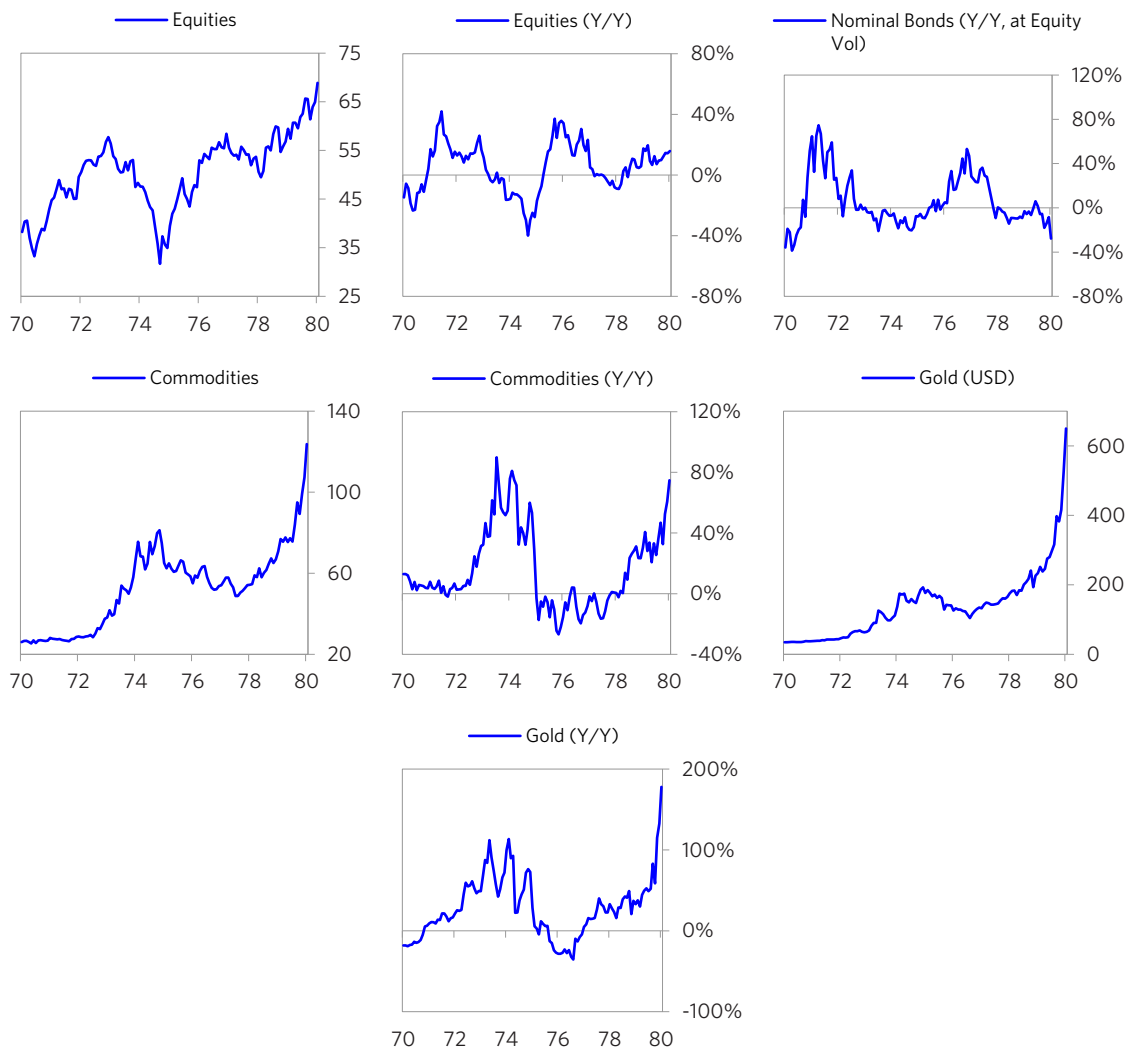 Equities
75
65
55
45
35
25
70 72 74 76 78 80
Equities (Y/Y)
80%
40%
0%
-40%
-80%
70 72 74 76 78 80
Nominal Bonds (Y/Y, at Equity
Vol)
120%
80%
40%
0%
-40%
-80%
70 72 74 76 78 80
Commodities
140
100
60
20
70 72 74 76 78 80
Commodities (Y/Y)
120%
80%
40%
0%
-40%
70 72 74 76 78 80
Gold (USD)
600
400
200
0
70 72 74 76 78 80
Gold (Y/Y)
200%
100%
0%
-100%
70 72 74 76 78 80